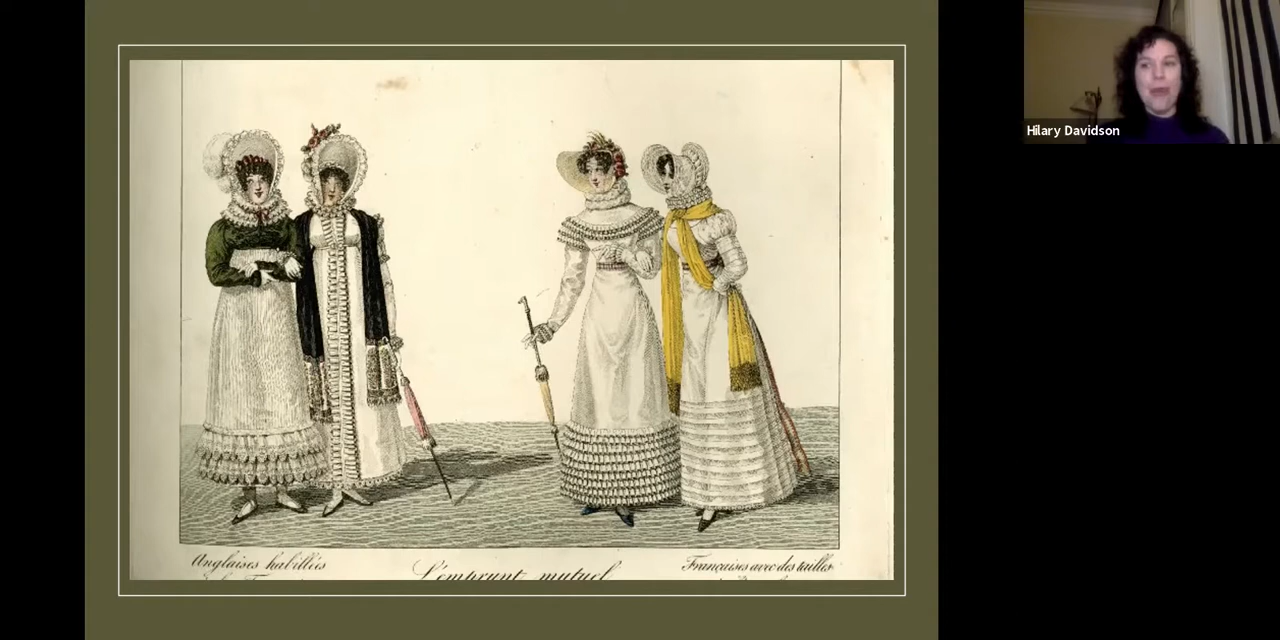 Hilary Davidson
Anglaises habillées
L'emprunt mutuel
Françaises avec des tailles